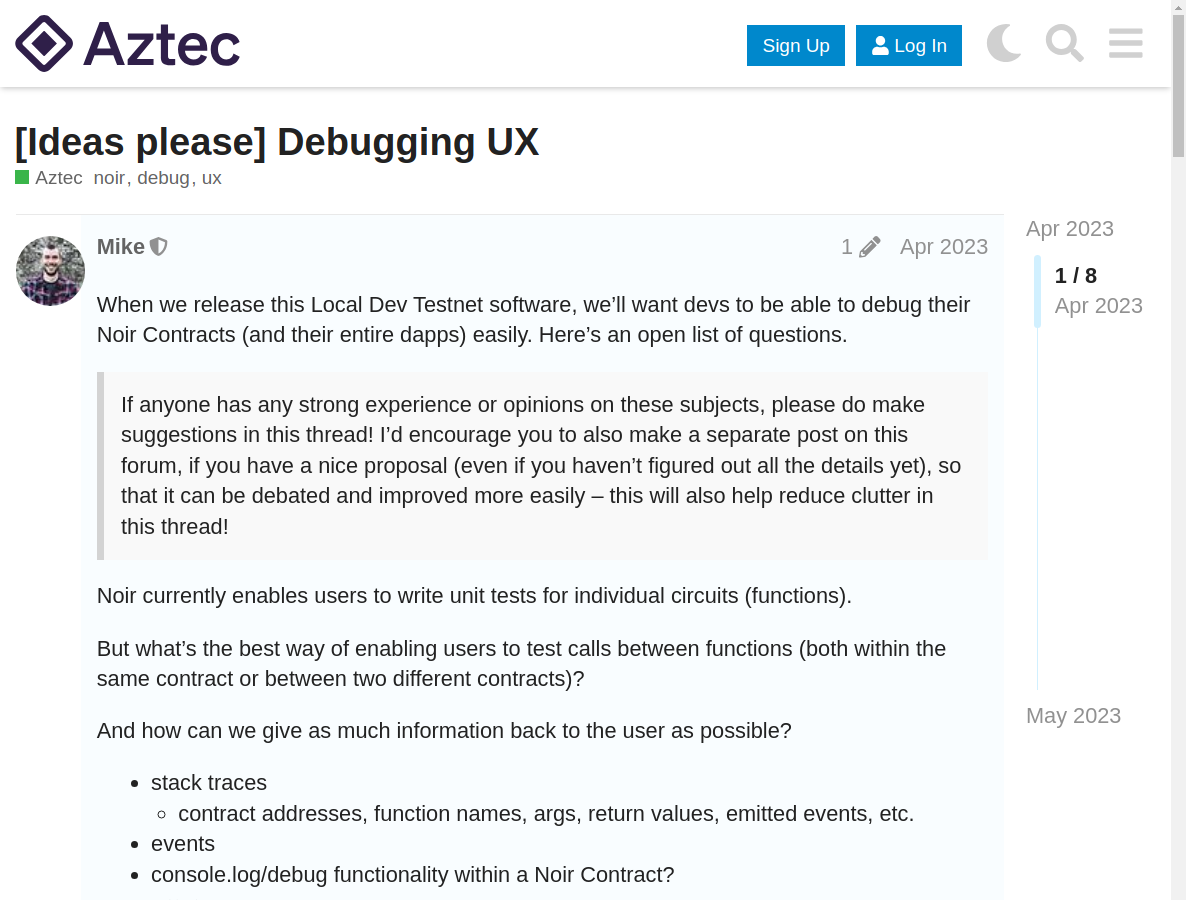 Aztec
Sign Up
Log In
[Ideas please] Debugging UX
Aztec noir, debug, ux
Mike
1
Apr 2023
When we release this Local Dev Testnet software, we’ll want devs to be able to debug their
Noir Contracts (and their entire dapps) easily. Here’s an open list of questions.
If anyone has any strong experience or opinions on these subjects, please do make
suggestions in this thread! I’d encourage you to also make a separate post on this
forum, if you have a nice proposal (even if you haven’t figured out all the details yet), so
that it can be debated and improved more easily – this will also help reduce clutter in
this thread!
Noir currently enables users to write unit tests for individual circuits (functions).
But what’s the best way of enabling users to test calls between functions (both within the
same contract or between two different contracts)?
And how can we give as much information back to the user as possible?
• stack traces
◦ contract addresses, function names, args, return values, emitted events, etc.
• events
• console.log/debug functionality within a Noir Contract?
Apr 2023
1 / 8
Apr 2023
May 2023